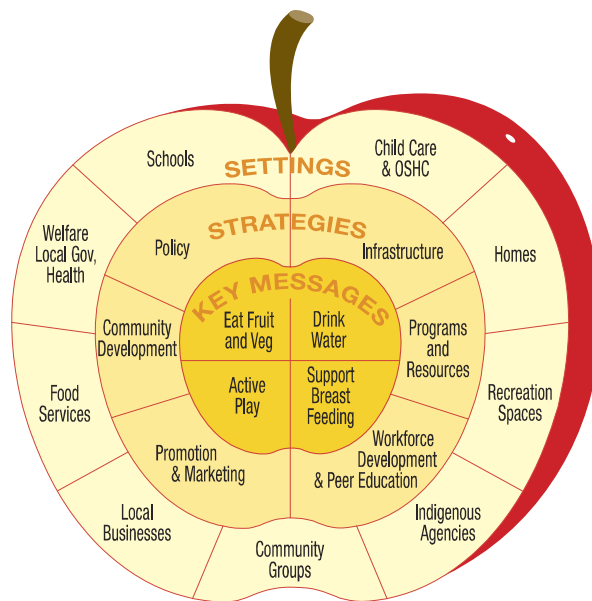 SETTINGS
Schools
Child Care
& OSHC
Homes
Recreation
Spaces
Indigenous
Agencies
Community
Groups
Local
Businesses
Food
Services
Welfare
Local Gov,
Health
STRATEGIES
Policy
Infrastructure
Programs
and
Resources
Workforce
Development
& Peer Education
Promotion
& Marketing
Community
Development
KEY MESSAGES
Eat Fruit
and Veg
Drink
Water
Active
Play
Support
Breast
Feeding